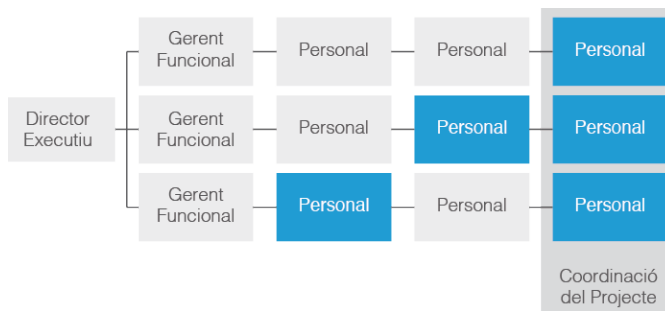 Gerent
Funcional
Personal
Personal
Personal
Director
Executiu
Gerent
Funcional
Personal
Personal
Personal
Gerent
Funcional
Personal
Personal
Personal
Coordinació
del Projecte